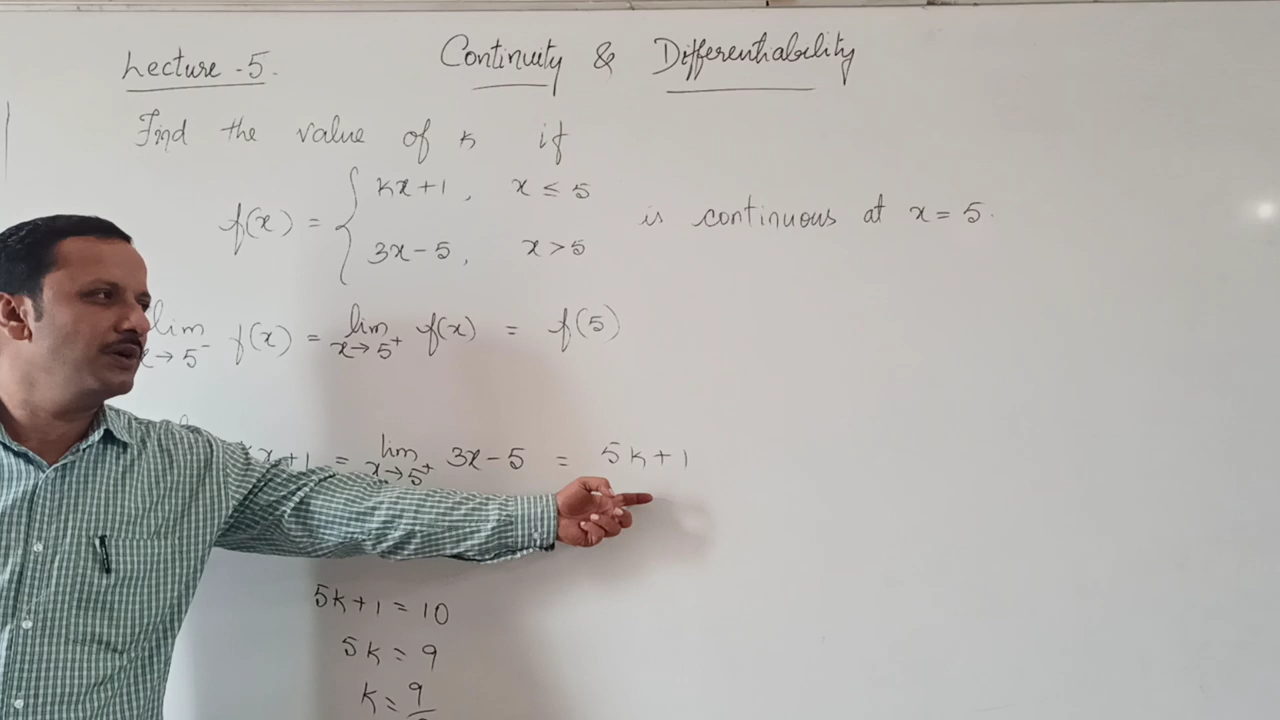 Lecture-5.
Continuity & Differentiability
Find the value of k if
f(x) = { kx+1, x ≤ 5
3x-5, x > 5
is continuous at x = 5.
lim x→5⁻ f(x) = lim x→5⁺ f(x) = f(5)
kx+1 = lim x→5⁺ 3x-5 = 5k+1
5k+1 = 10
5k = 9
k = 9